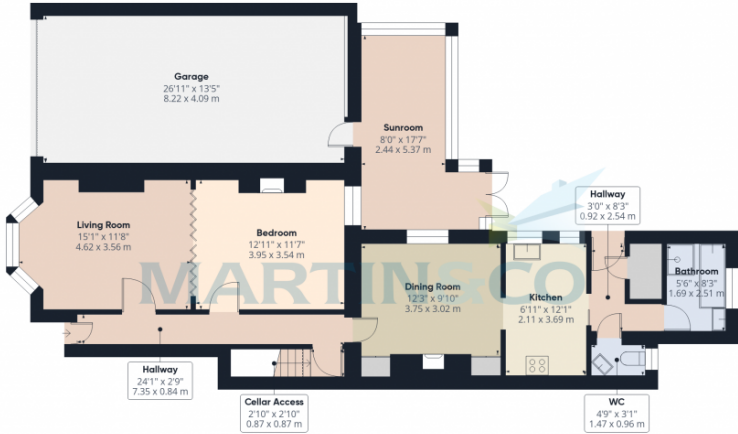 Garage
26'11" x 13'5"
8.22 x 4.09 m
Sunroom
8'0" x 17'7"
2.44 x 5.37 m
Living Room
15'1" x 11'8"
4.62 x 3.56 m
Bedroom
12'11" x 11'7"
3.95 x 3.54 m
Hallway
3'0" x 8'3"
0.92 x 2.54 m
Bathroom
5'6" x 8'3"
1.69 x 2.51 m
MARTIN&CO
Dining Room
12'3" x 9'10"
3.75 x 3.02 m
Kitchen
6'11" x 12'1"
2.11 x 3.69 m
Hallway
24'1" x 2'9"
7.35 x 0.84 m
Cellar Access
2'10" x 2'10"
0.87 x 0.87 m
WC
4'9" x 3'1"
1.47 x 0.96 m